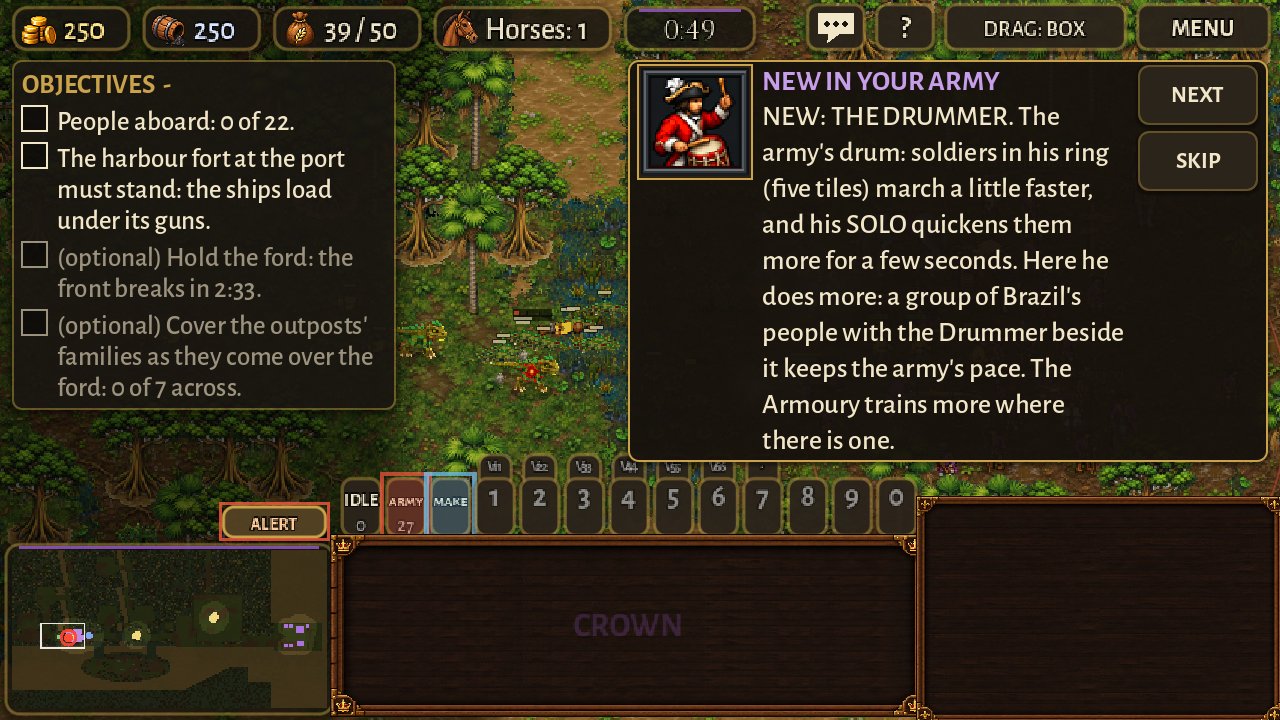 250
250
39/50
Horses: 1
0:49
?
DRAG: BOX
MENU
OBJECTIVES -
People aboard: 0 of 22.
The harbour fort at the port
must stand: the ships load
under its guns.
(optional) Hold the ford: the
front breaks in 2:33.
(optional) Cover the outposts'
families as they come over the
ford: 0 of 7 across.
NEW IN YOUR ARMY
NEW: THE DRUMMER. The
army's drum: soldiers in his ring
(five tiles) march a little faster,
and his SOLO quickens them
more for a few seconds. Here he
does more: a group of Brazil's
people with the Drummer beside
it keeps the army's pace. The
Armoury trains more where
there is one.
NEXT
SKIP
ALERT
IDLE
0
ARMY
27
MAKE
1
2
3
4
5
6
7
8
9
0
CROWN